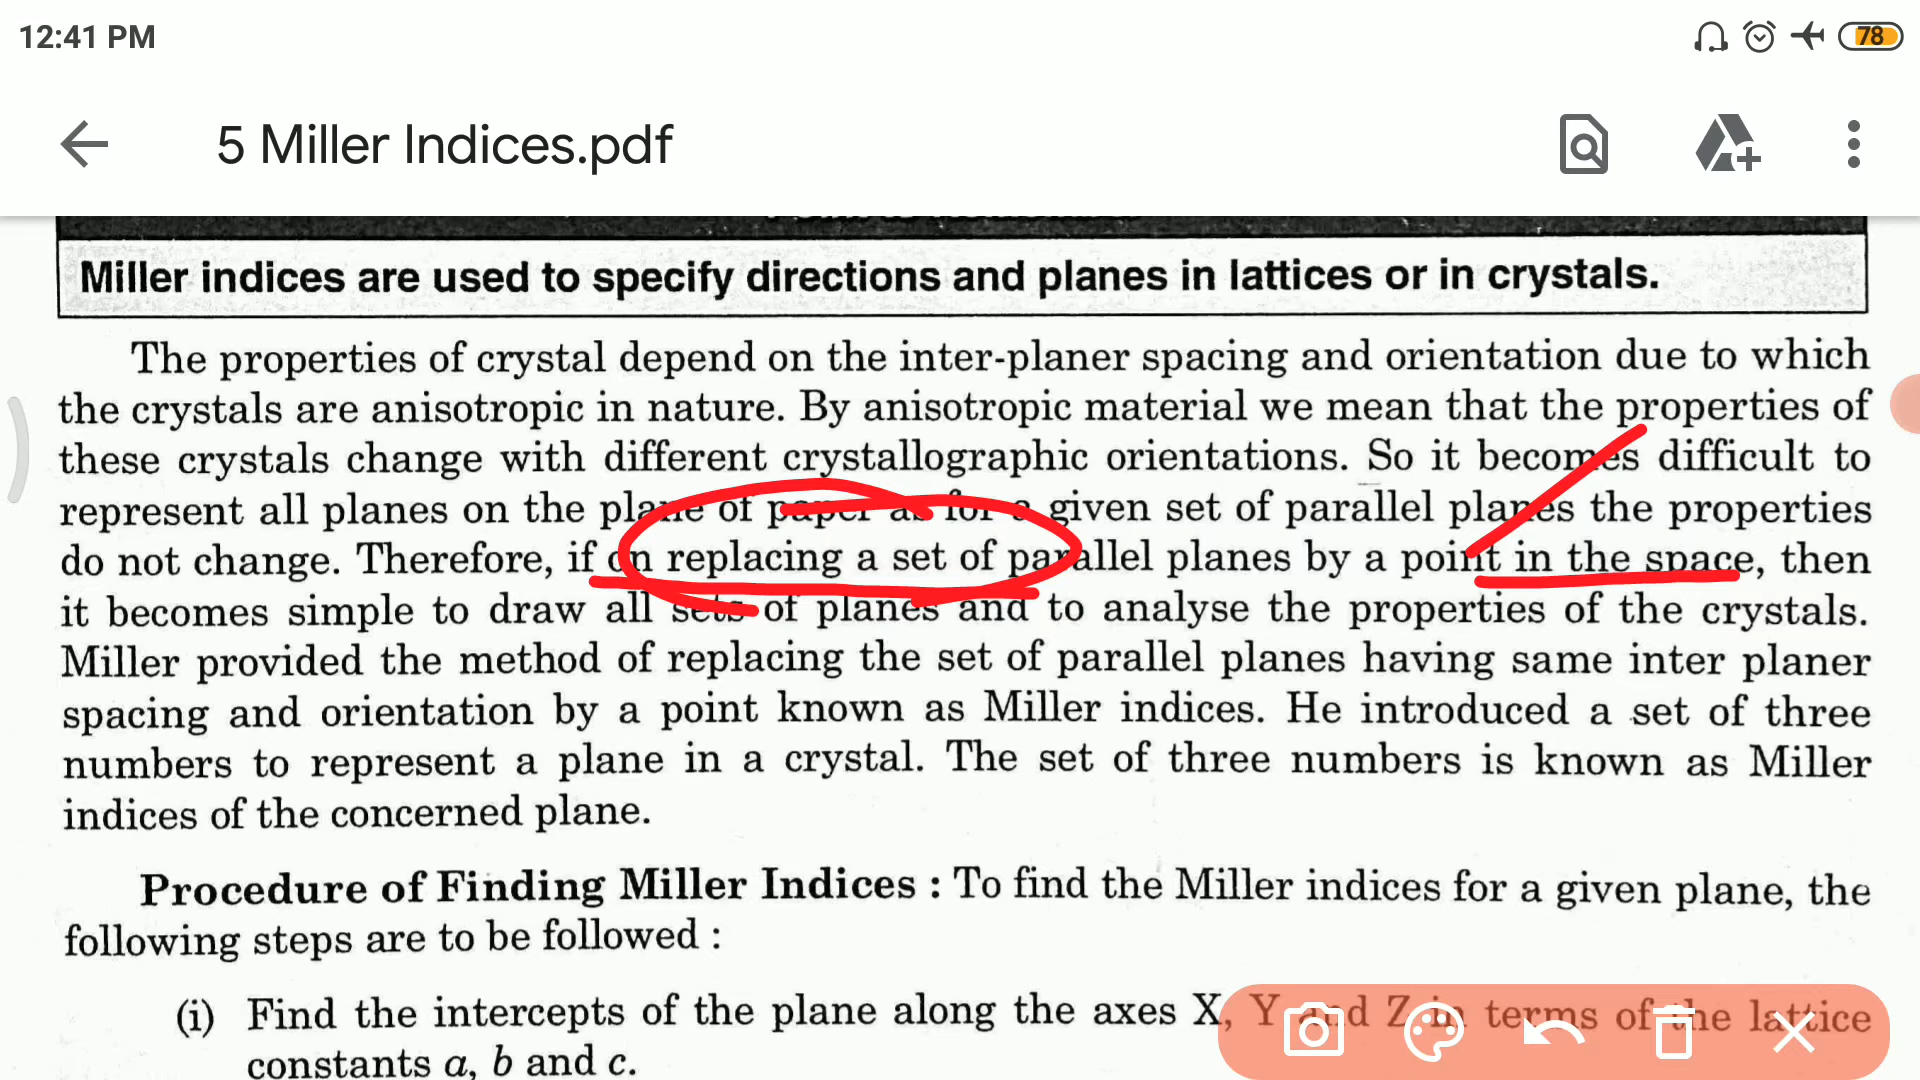 12:41 PM
78
5 Miller Indices.pdf
Miller indices are used to specify directions and planes in lattices or in crystals.
The properties of crystal depend on the inter-planer spacing and orientation due to which
the crystals are anisotropic in nature. By anisotropic material we mean that the properties of
these crystals change with different crystallographic orientations. So it becomes difficult to
represent all planes on the plane of paper as for a given set of parallel planes the properties
do not change. Therefore, if on replacing a set of parallel planes by a point in the space, then
it becomes simple to draw all sets of planes and to analyse the properties of the crystals.
Miller provided the method of replacing the set of parallel planes having same inter planer
spacing and orientation by a point known as Miller indices. He introduced a set of three
numbers to represent a plane in a crystal. The set of three numbers is known as Miller
indices of the concerned plane.
Procedure of Finding Miller Indices : To find the Miller indices for a given plane, the
following steps are to be followed :
(i) Find the intercepts of the plane along the axes X, Y and Z in terms of the lattice
constants a, b and c.